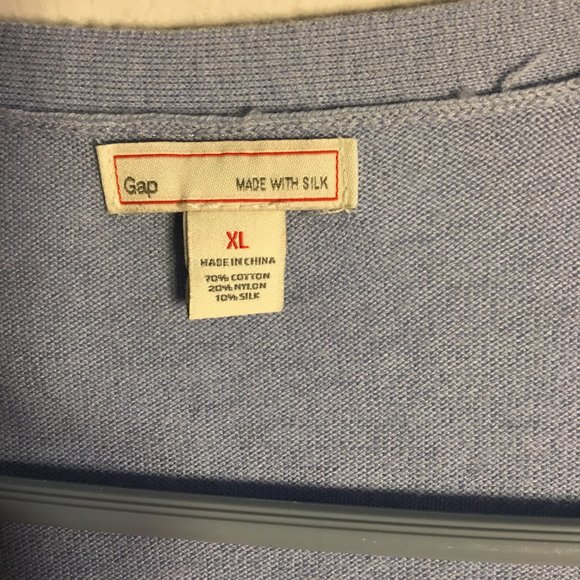 Gap MADE WITH SILK
XL
MADE IN CHINA
70% COTTON
20% NYLON
10% SILK